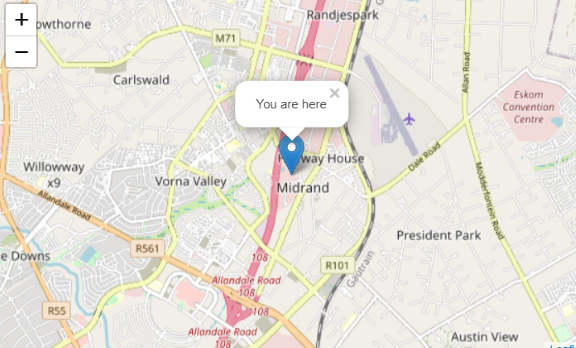 +
−
owthorne
Randjespark
M71
Carlswald
Allan Road
Eskom
Convention
Centre
×
You are here
Dale Road
way House
Midrand
Willowway
x9
Vorna Valley
Allandale Road
Modderfontein Road
President Park
e Downs
R561
108
R101
Gautrain
Allandale Road
108
108
R55
Allandale Road
108
Austin View